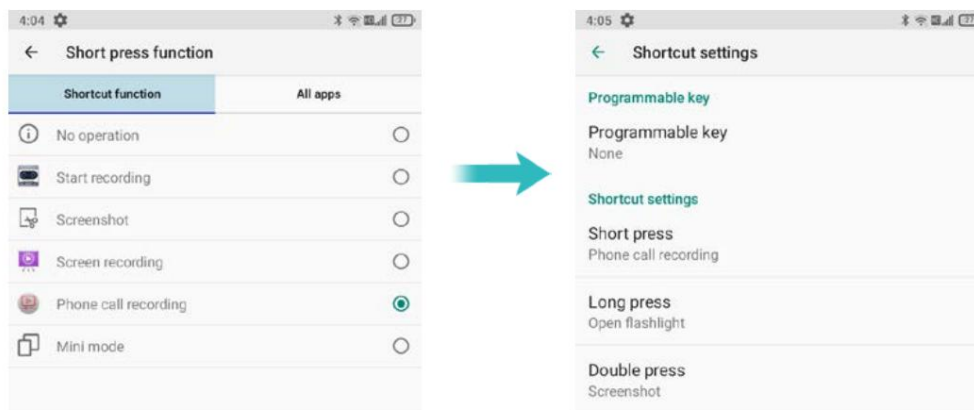 4:04
77
Short press function
Shortcut function
All apps
No operation
Start recording
Screenshot
Screen recording
Phone call recording
Mini mode
4:05
Shortcut settings
Programmable key
Programmable key
None
Shortcut settings
Short press
Phone call recording
Long press
Open flashlight
Double press
Screenshot